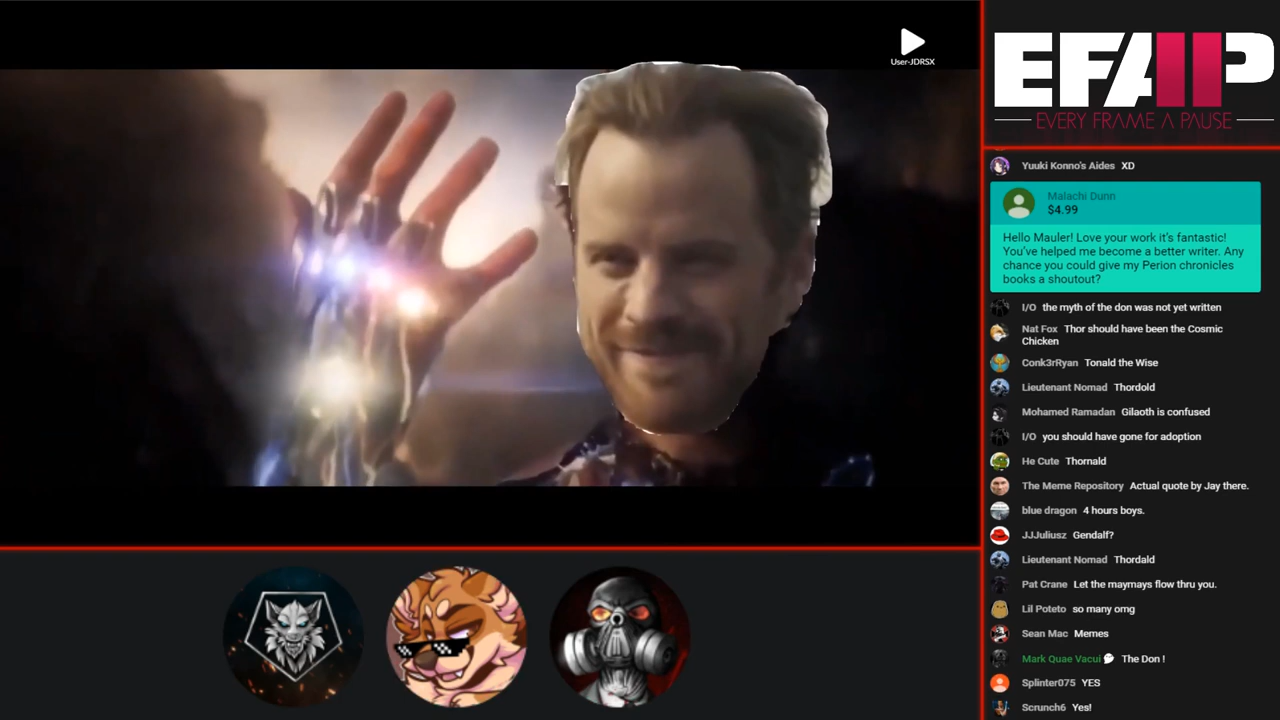 User-JDRSX
EFAP
EVERY FRAME A PAUSE
Yuuki Konno's Aides XD
Malachi Dunn
$4.99
Hello Mauler! Love your work it's fantastic!
You've helped me become a better writer. Any
chance you could give my Perion chronicles
books a shoutout?
I/O the myth of the don was not yet written
Nat Fox Thor should have been the Cosmic
Chicken
Conk3rRyan Tonald the Wise
Lieutenant Nomad Thordold
Mohamed Ramadan Gilaoth is confused
I/O you should have gone for adoption
He Cute Thornald
The Meme Repository Actual quote by Jay there.
blue dragon 4 hours boys.
JJJuliusz Gendalf?
Lieutenant Nomad Thordald
Pat Crane Let the maymays flow thru you.
Lil Poteto so many omg
Sean Mac Memes
Mark Quae Vacui The Don !
Splinter075 YES
Scrunch6 Yes!